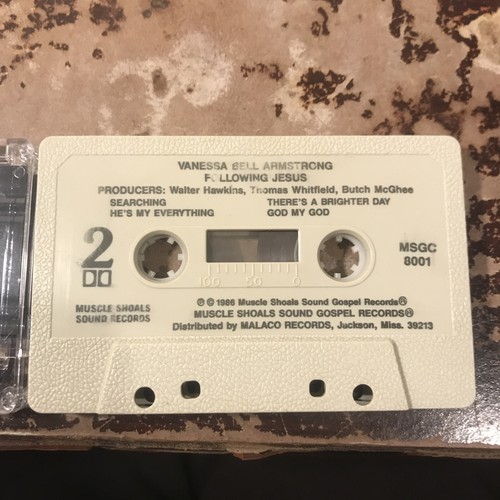 VANESSA BELL ARMSTRONG
FOLLOWING JESUS
PRODUCERS: Walter Hawkins, Thomas Whitfield, Butch McGhee
SEARCHING
HE'S MY EVERYTHING
THERE'S A BRIGHTER DAY
GOD MY GOD
2
MSGC
8001
100 50 0
MUSCLE SHOALS
SOUND RECORDS
℗ © 1986 Muscle Shoals Sound Gospel Records®
MUSCLE SHOALS SOUND GOSPEL RECORDS®
Distributed by MALACO RECORDS, Jackson, Miss. 39213